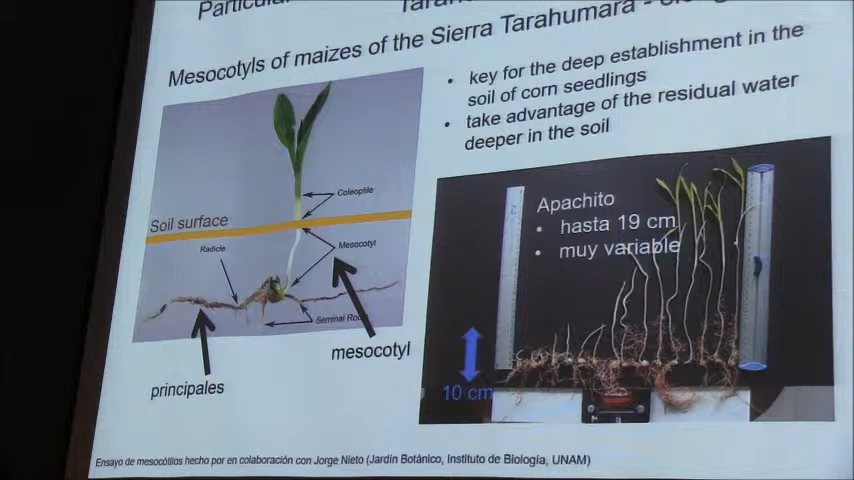 Mesocotyls of maizes of the Sierra Tarahumara -
key for the deep establishment in the
soil of corn seedlings
take advantage of the residual water
deeper in the soil
Coleoptile
Soil surface
Radicle
Mesocotyl
Seminal
mesocotyl
principales
Apachito
hasta 19 cm
muy variable
10 cm
Ensayo de mesocótilos hecho por en colaboración con Jorge Nieto (Jardín Botánico, Instituto de Biología, UNAM)